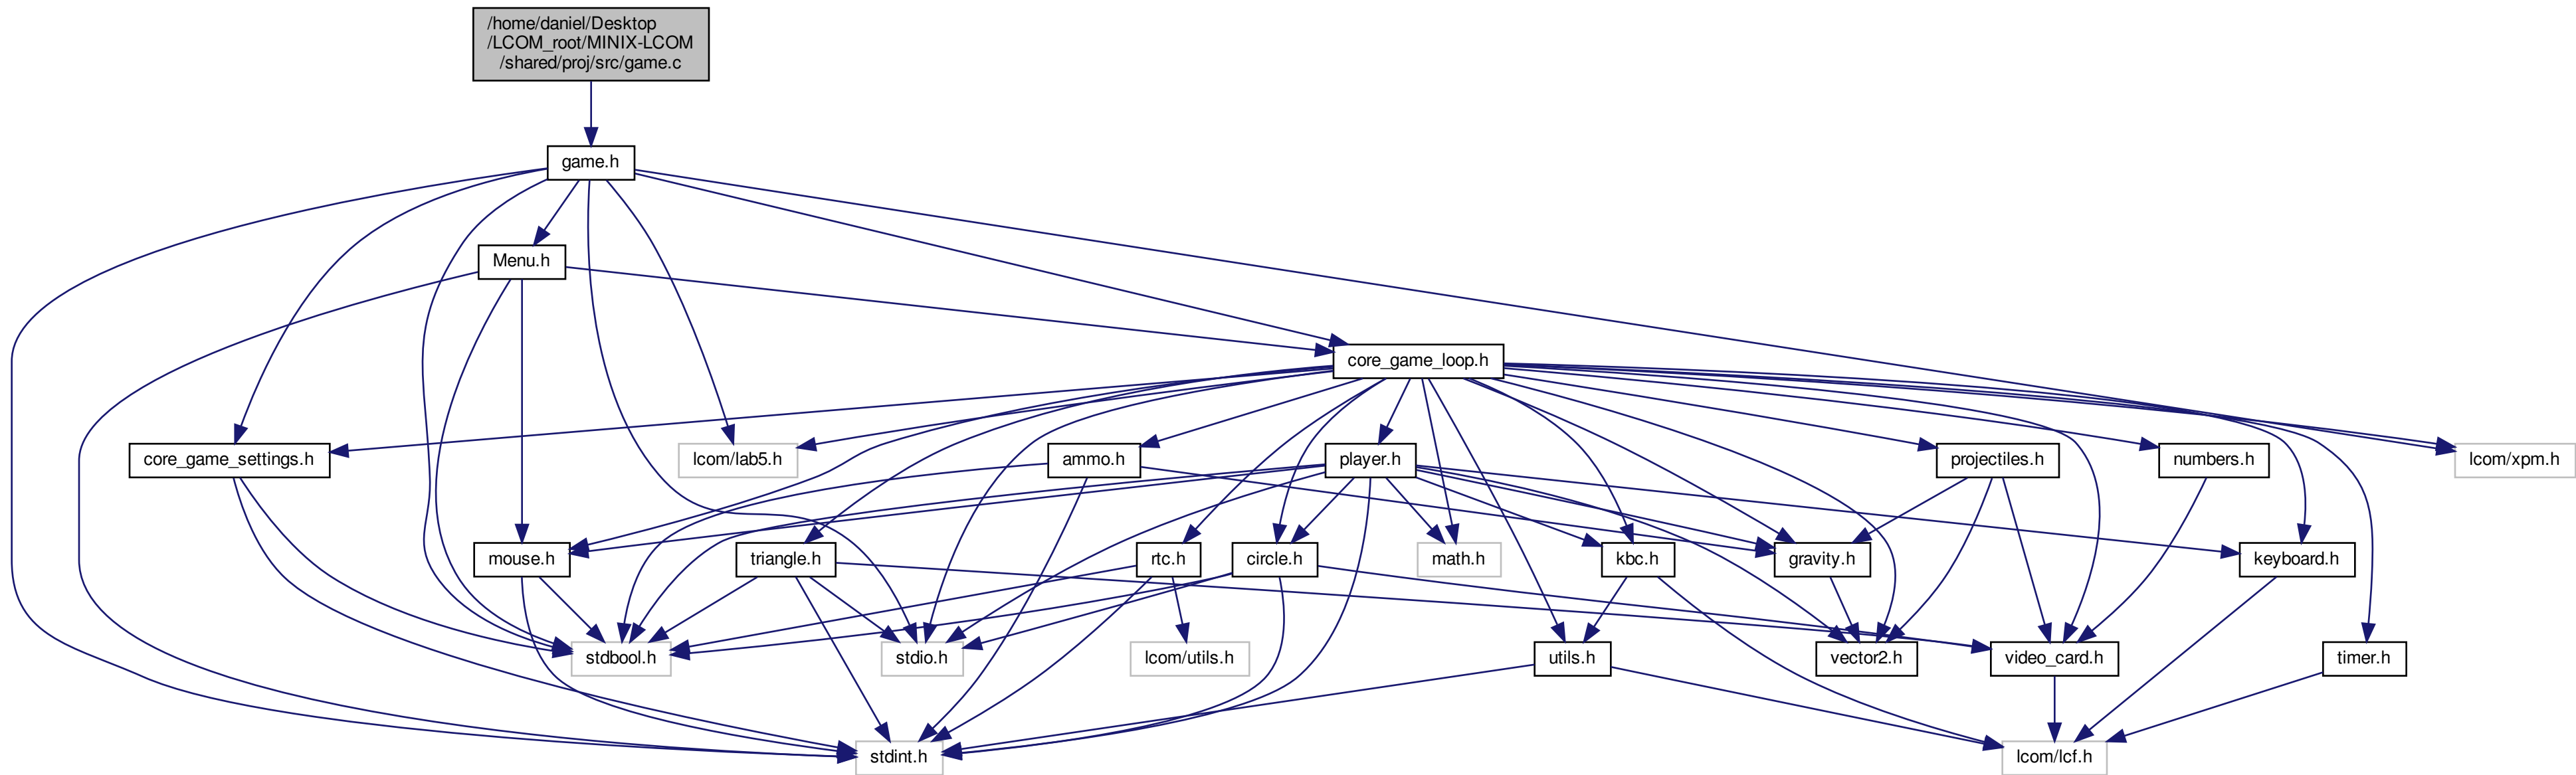 /home/daniel/Desktop
/LCOM_root/MINIX-LCOM
/shared/proj/src/game.c
game.h
Menu.h
core_game_loop.h
core_game_settings.h
lcom/lab5.h
ammo.h
player.h
projectiles.h
numbers.h
lcom/xpm.h
mouse.h
triangle.h
rtc.h
circle.h
math.h
kbc.h
gravity.h
keyboard.h
stdbool.h
stdio.h
lcom/utils.h
utils.h
vector2.h
video_card.h
timer.h
stdint.h
lcom/lcf.h